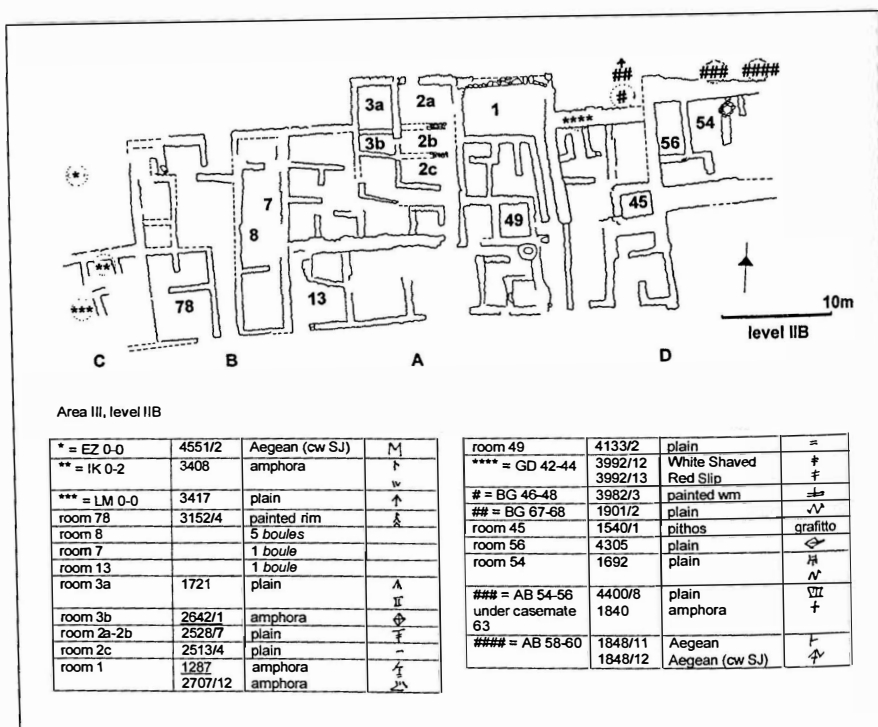 ##
###
####
#
3a
2a
1
****
54
56
3b
2b
2c
*
7
45
49
8
**
***
78
13
10m
level IIB
C
B
A
D
Area III, level IIB
* = EZ 0-0 4551/2 Aegean (cw SJ)
** = IK 0-2 3408 amphora
*** = LM 0-0 3417 plain ↑
room 78 3152/4 painted rim
room 8 5 boules
room 7 1 boule
room 13 1 boule
room 3a 1721 plain
room 3b 2642/1 amphora
room 2a-2b 2528/7 plain
room 2c 2513/4 plain
room 1 1287 amphora
2707/12 amphora
room 49 4133/2 plain =
**** = GD 42-44 3992/12 White Shaved
3992/13 Red Slip
# = BG 46-48 3982/3 painted wm
## = BG 67-68 1901/2 plain
room 45 1540/1 pithos grafitto
room 56 4305 plain
room 54 1692 plain
### = AB 54-56 4400/8 plain
under casemate 1840 amphora
63
#### = AB 58-60 1848/11 Aegean
1848/12 Aegean (cw SJ)